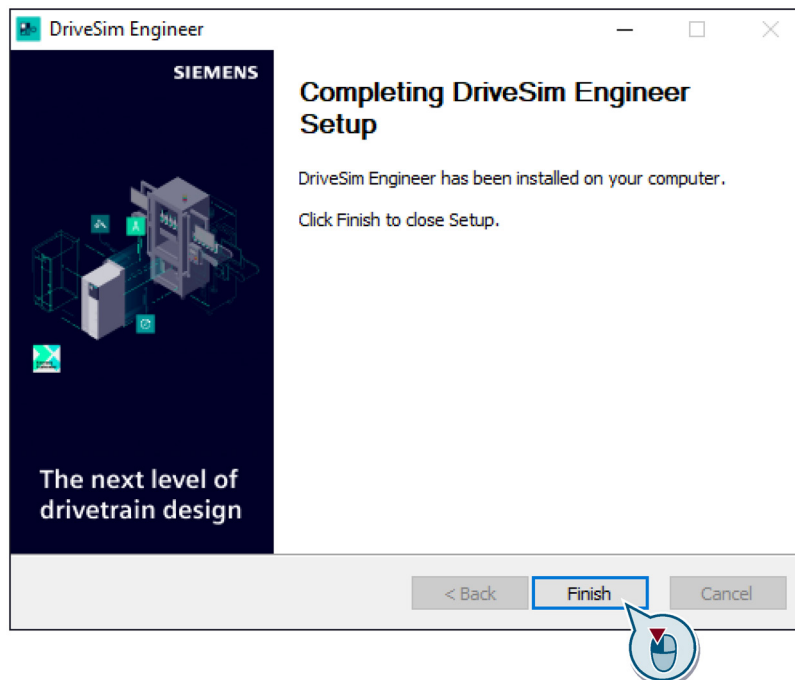 DriveSim Engineer
SIEMENS
Completing DriveSim Engineer
Setup
DriveSim Engineer has been installed on your computer.
Click Finish to close Setup.
The next level of
drivetrain design
< Back
Finish
Cancel